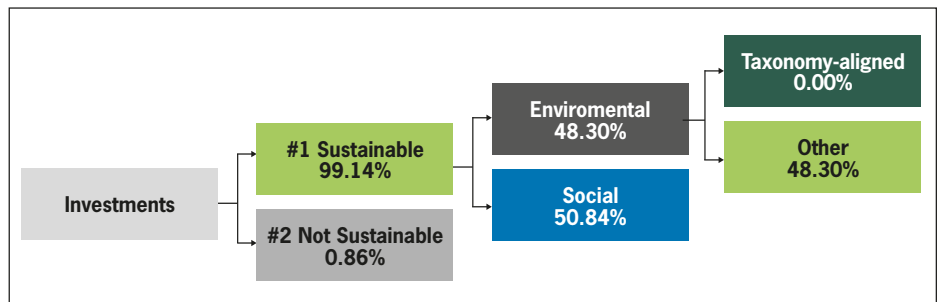 Investments
#1 Sustainable
99.14%
#2 Not Sustainable
0.86%
Enviromental
48.30%
Social
50.84%
Taxonomy-aligned
0.00%
Other
48.30%